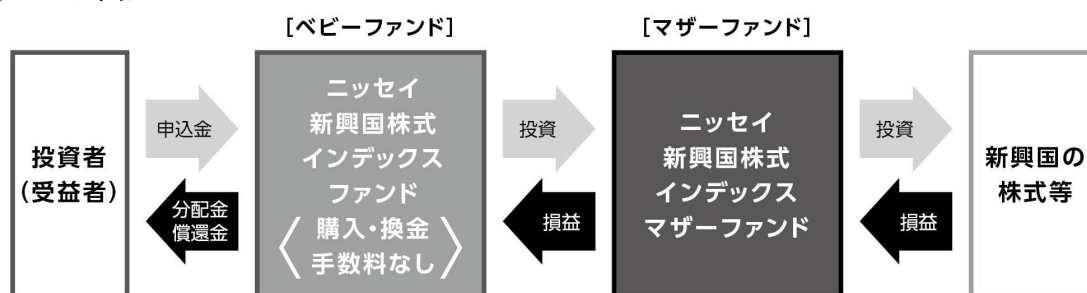 [ベビーファンド]
[マザーファンド]
投資者
(受益者)
申込金
分配金
償還金
ニッセイ
新興国株式
インデックス
ファンド
〈購入・換金
手数料なし〉
投資
損益
ニッセイ
新興国株式
インデックス
マザーファンド
投資
損益
新興国の
株式等